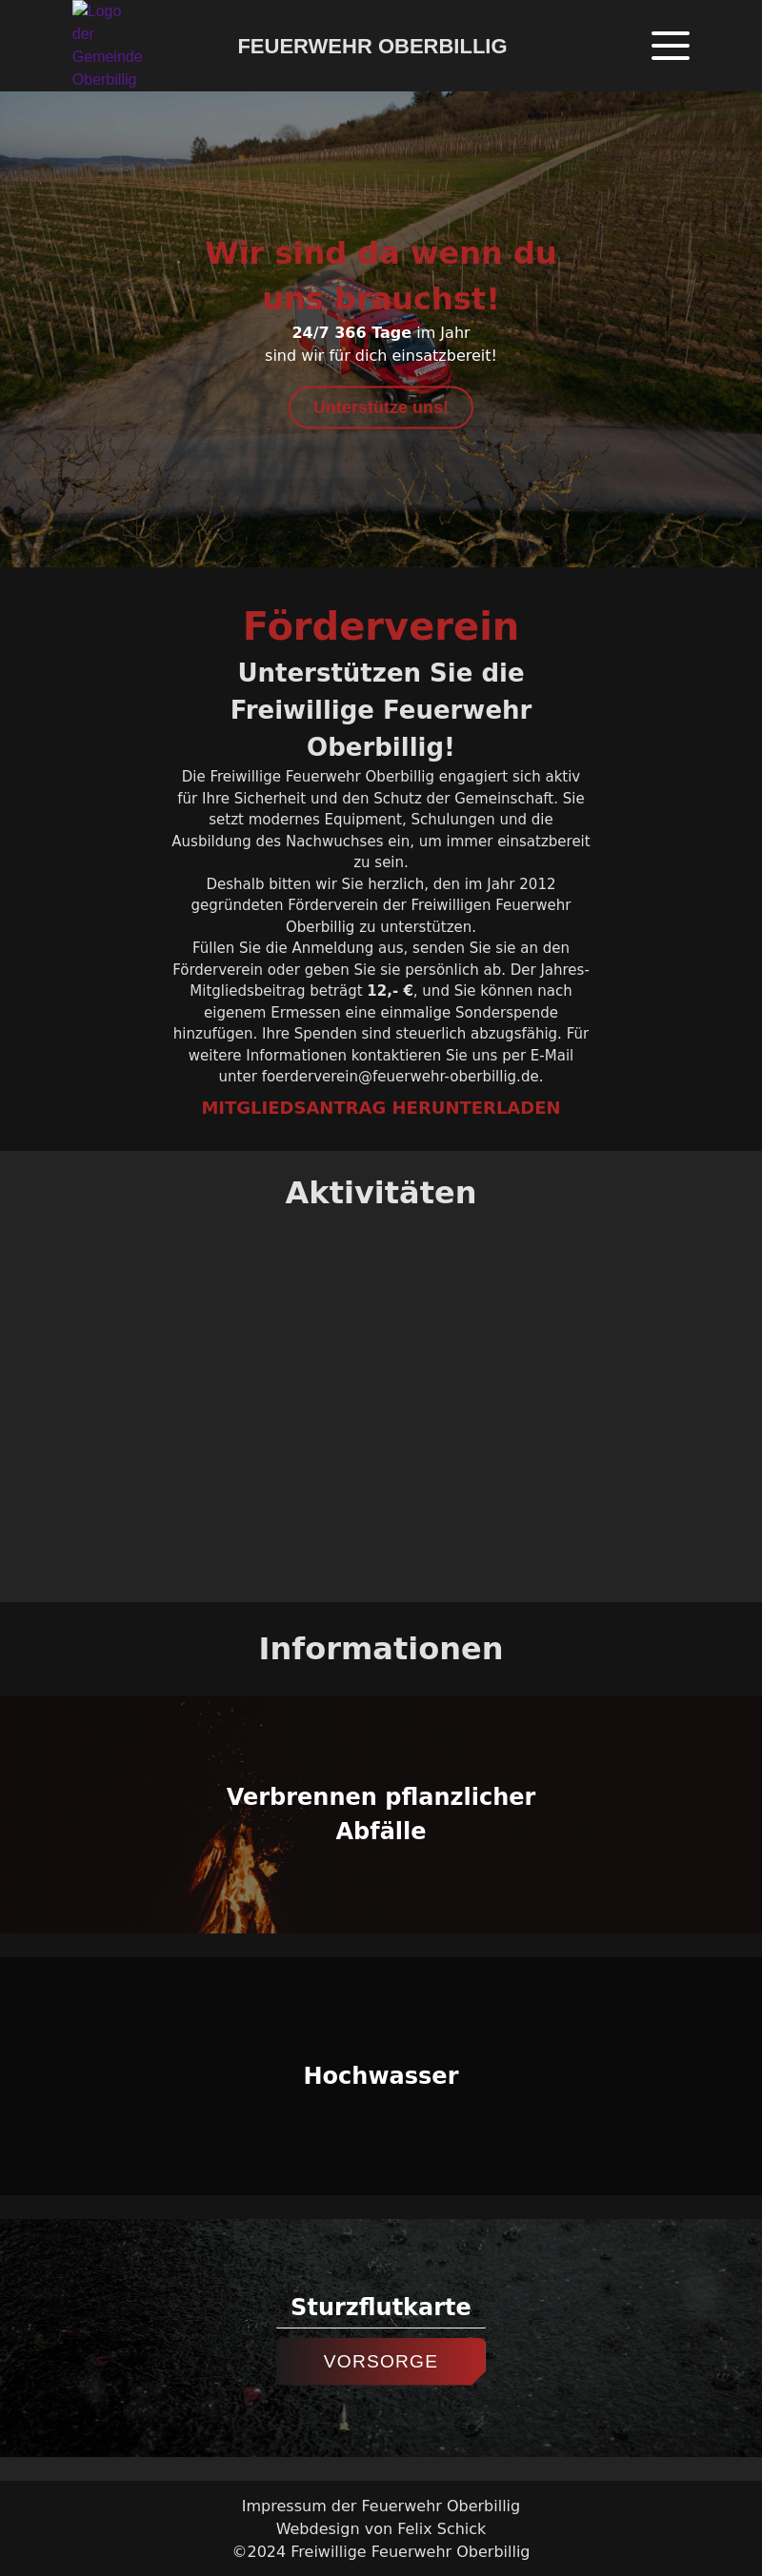 Logo
der
Gemeinde
Oberbillig
FEUERWEHR OBERBILLIG
Wir sind da wenn du
uns brauchst!
24/7 366 Tage im Jahr
sind wir für dich einsatzbereit!
Unterstütze uns!
Förderverein
Unterstützen Sie die
Freiwillige Feuerwehr
Oberbillig!
Die Freiwillige Feuerwehr Oberbillig engagiert sich aktiv
für Ihre Sicherheit und den Schutz der Gemeinschaft. Sie
setzt modernes Equipment, Schulungen und die
Ausbildung des Nachwuchses ein, um immer einsatzbereit
zu sein.
Deshalb bitten wir Sie herzlich, den im Jahr 2012
gegründeten Förderverein der Freiwilligen Feuerwehr
Oberbillig zu unterstützen.
Füllen Sie die Anmeldung aus, senden Sie sie an den
Förderverein oder geben Sie sie persönlich ab. Der Jahres-
Mitgliedsbeitrag beträgt 12,- €, und Sie können nach
eigenem Ermessen eine einmalige Sonderspende
hinzufügen. Ihre Spenden sind steuerlich abzugsfähig. Für
weitere Informationen kontaktieren Sie uns per E-Mail
unter foerderverein@feuerwehr-oberbillig.de.
MITGLIEDSANTRAG HERUNTERLADEN
Aktivitäten
Informationen
Verbrennen pflanzlicher
Abfälle
Hochwasser
Sturzflutkarte
VORSORGE
Impressum der Feuerwehr Oberbillig
Webdesign von Felix Schick
©2024 Freiwillige Feuerwehr Oberbillig